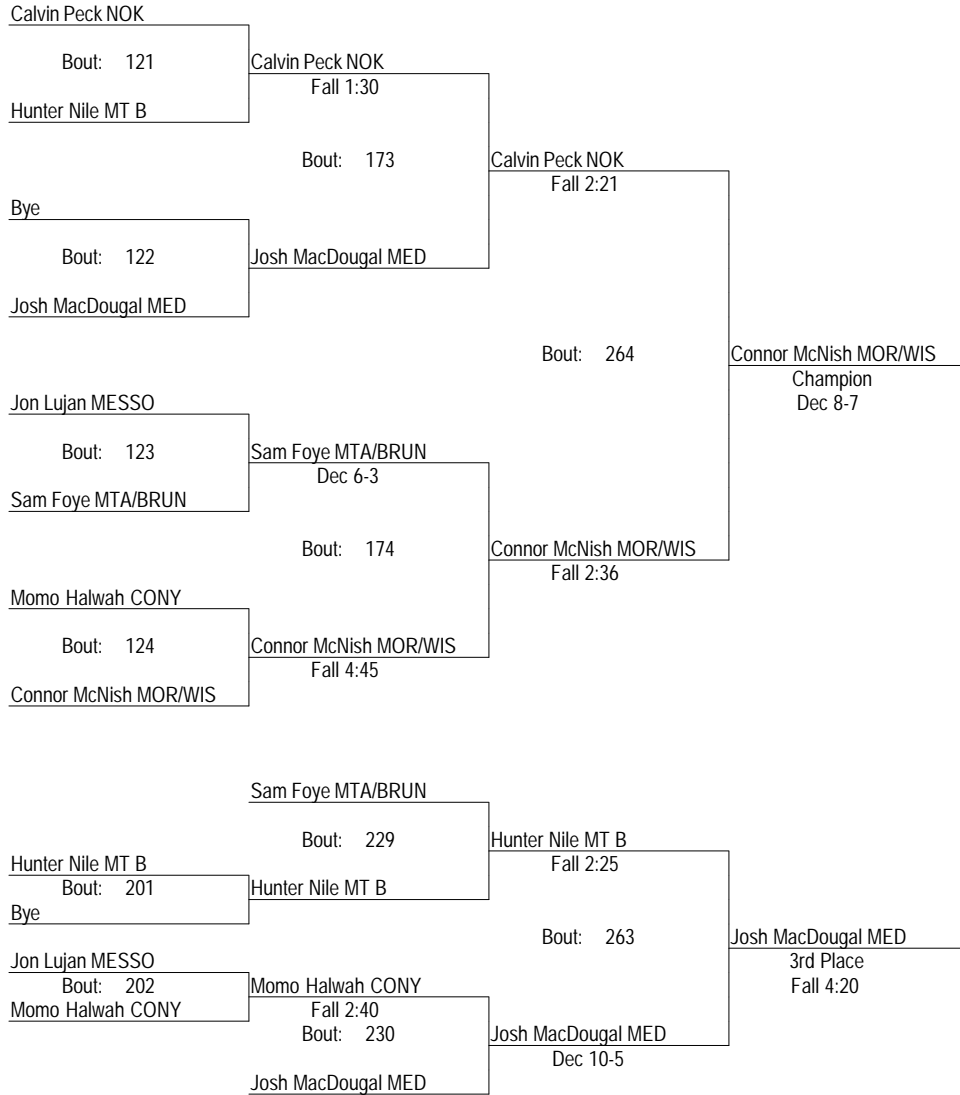 Calvin Peck NOK
Bout: 121
Calvin Peck NOK
Fall 1:30
Hunter Nile MT B
Bout: 173
Calvin Peck NOK
Fall 2:21
Bye
Bout: 122
Josh MacDougal MED
Josh MacDougal MED
Bout: 264
Connor McNish MOR/WIS
Champion
Dec 8-7
Jon Lujan MESSO
Bout: 123
Sam Foye MTA/BRUN
Dec 6-3
Sam Foye MTA/BRUN
Bout: 174
Connor McNish MOR/WIS
Fall 2:36
Momo Halwah CONY
Bout: 124
Connor McNish MOR/WIS
Fall 4:45
Connor McNish MOR/WIS
Sam Foye MTA/BRUN
Bout: 229
Hunter Nile MT B
Fall 2:25
Hunter Nile MT B
Bout: 201
Hunter Nile MT B
Bye
Bout: 263
Josh MacDougal MED
3rd Place
Fall 4:20
Jon Lujan MESSO
Bout: 202
Momo Halwah CONY
Momo Halwah CONY
Fall 2:40
Bout: 230
Josh MacDougal MED
Dec 10-5
Josh MacDougal MED